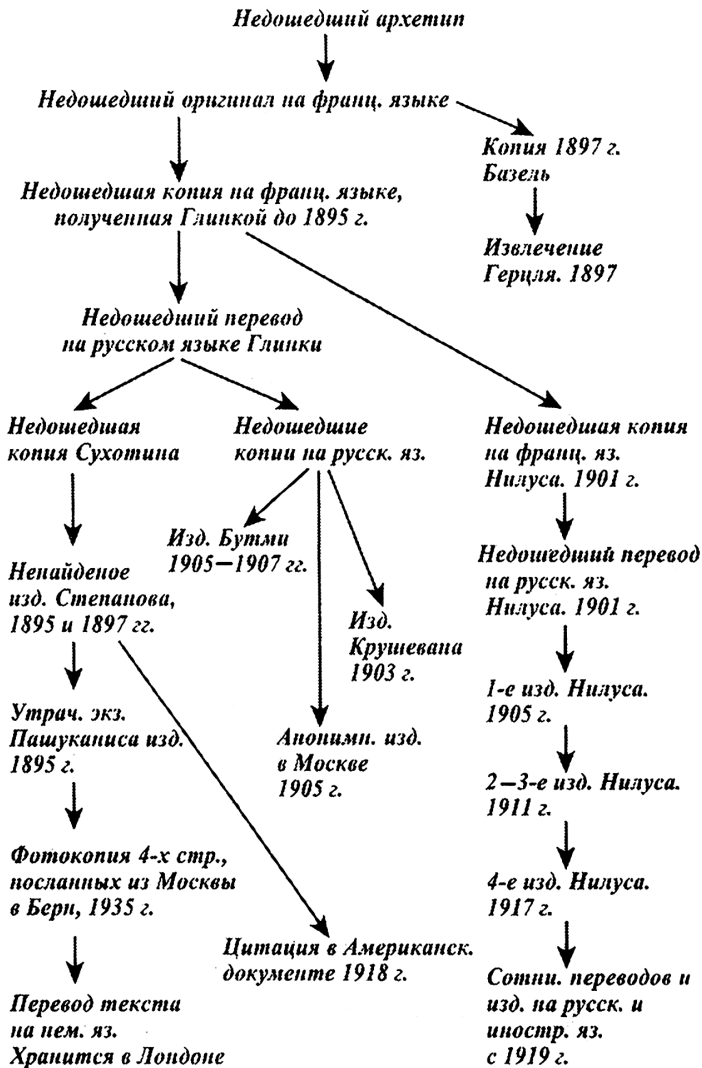 Недошедший архетип
Недошедший оригинал на франц. языке
Копия 1897 г.
Базель
Недошедшая копия на франц. языке,
полученная Глинкой до 1895 г.
Извлечение
Герцля. 1897
Недошедший перевод
на русском языке Глинки
Недошедшая
копия Сухотина
Недошедшие
копии на русск. яз.
Недошедшая копия
на франц. яз.
Нилуса. 1901 г.
Изд. Бутми
1905—1907 гг.
Недошедший перевод
на русск. яз.
Нилуса. 1901 г.
Ненайденое
изд. Степанова,
1895 и 1897 гг.
Изд.
Крушевана
1903 г.
1-е изд. Нилуса.
1905 г.
Утрач. экз.
Пашуканиса изд.
1895 г.
Анонимн. изд.
в Москве
1905 г.
2—3-е изд. Нилуса.
1911 г.
Фотокопия 4-х стр.,
посланных из Москвы
в Берн, 1935 г.
4-е изд. Нилуса.
1917 г.
Цитация в Американск.
документе 1918 г.
Перевод текста
на нем. яз.
Хранится в Лондоне
Сотни. переводов и
изд. на русск. и
иностр. яз.
с 1919 г.